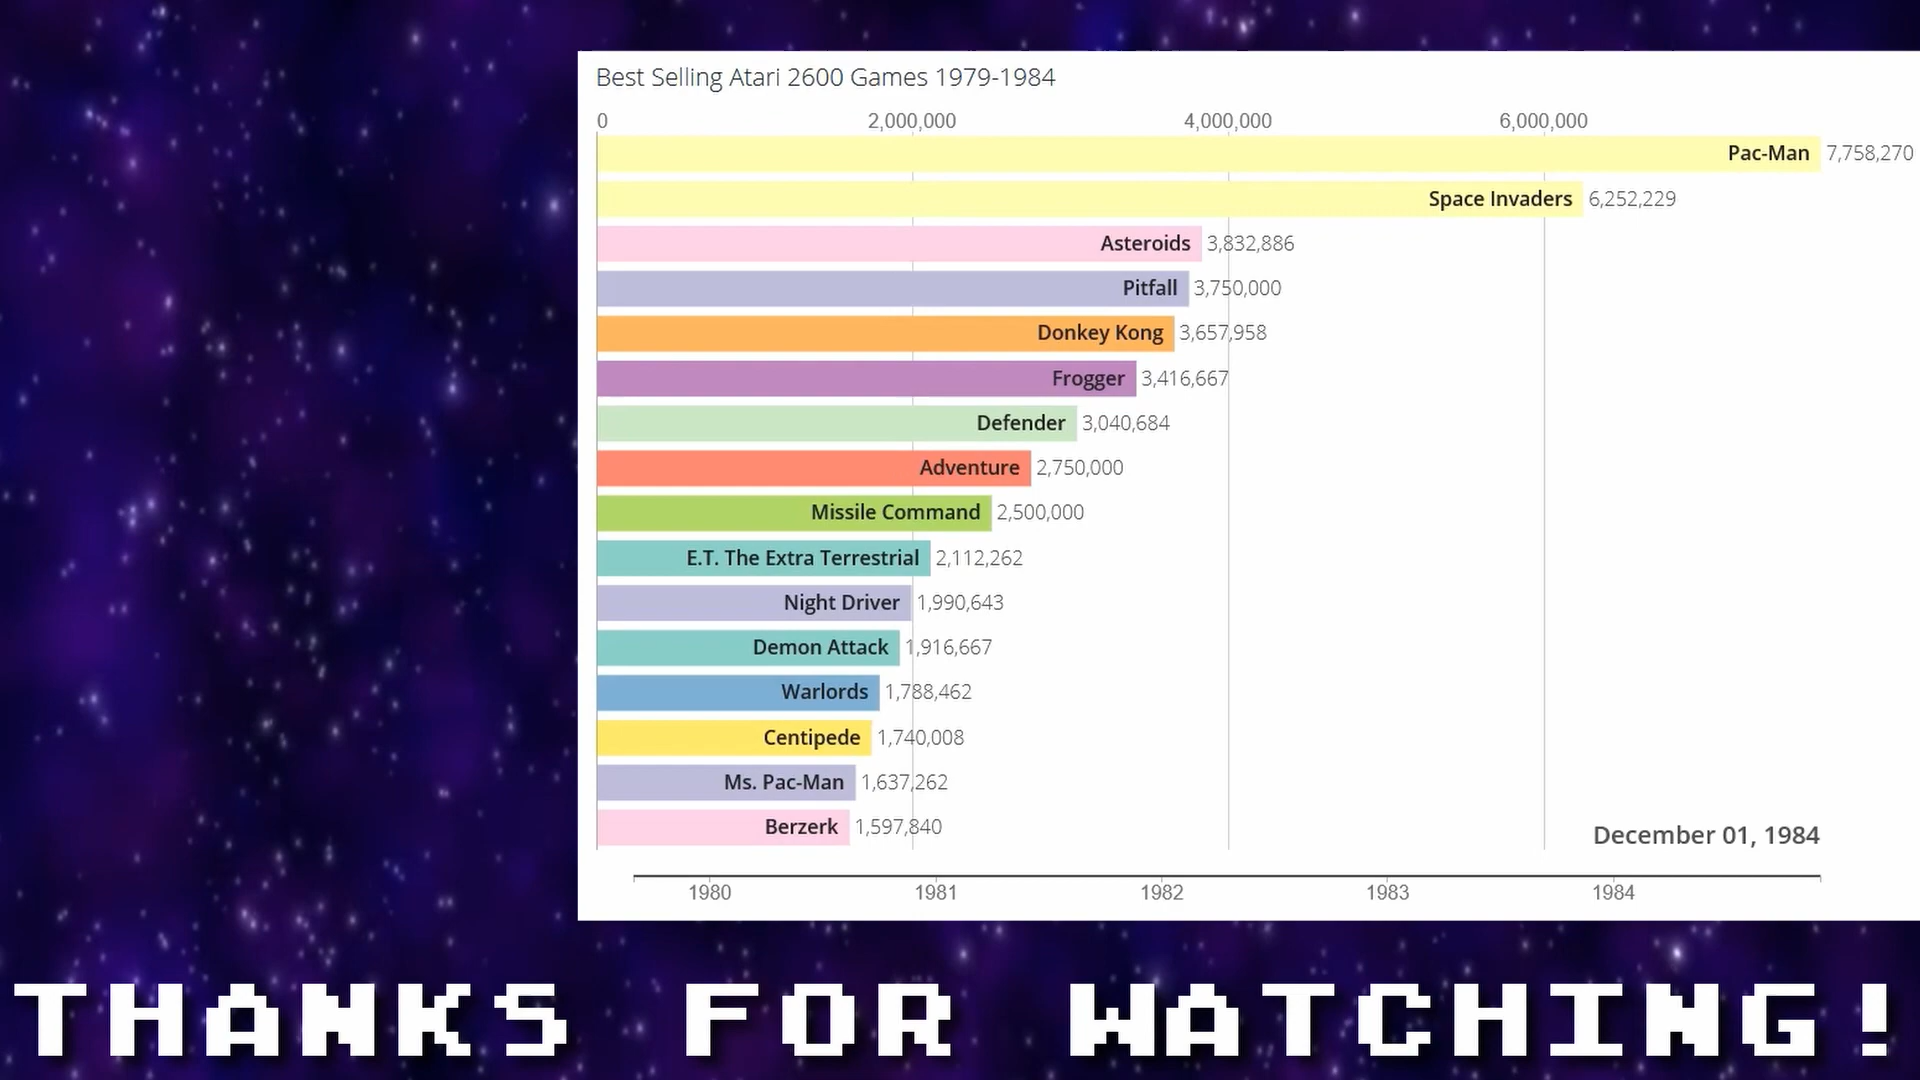 Best Selling Atari 2600 Games 1979-1984
0 2,000,000 4,000,000 6,000,000
Pac-Man 7,758,270
Space Invaders 6,252,229
Asteroids 3,832,886
Pitfall 3,750,000
Donkey Kong 3,657,958
Frogger 3,416,667
Defender 3,040,684
Adventure 2,750,000
Missile Command 2,500,000
E.T. The Extra Terrestrial 2,112,262
Night Driver 1,990,643
Demon Attack 1,916,667
Warlords 1,788,462
Centipede 1,740,008
Ms. Pac-Man 1,637,262
Berzerk 1,597,840
December 01, 1984
1980 1981 1982 1983 1984
THANKS FOR WATCHING!